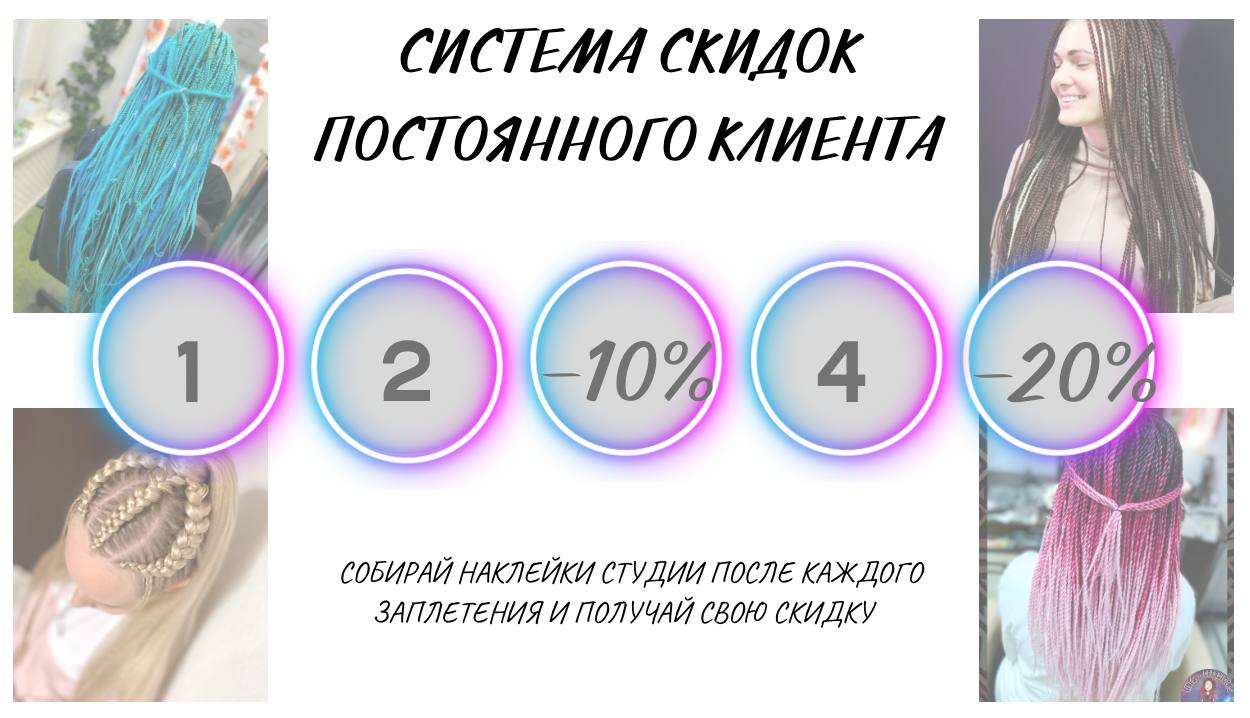 СИСТЕМА СКИДОК
ПОСТОЯННОГО КЛИЕНТА
1 2 -10% 4 -20%
СОБИРАЙ НАКЛЕЙКИ СТУДИИ ПОСЛЕ КАЖДОГО
ЗАПЛЕТЕНИЯ И ПОЛУЧАЙ СВОЮ СКИДКУ